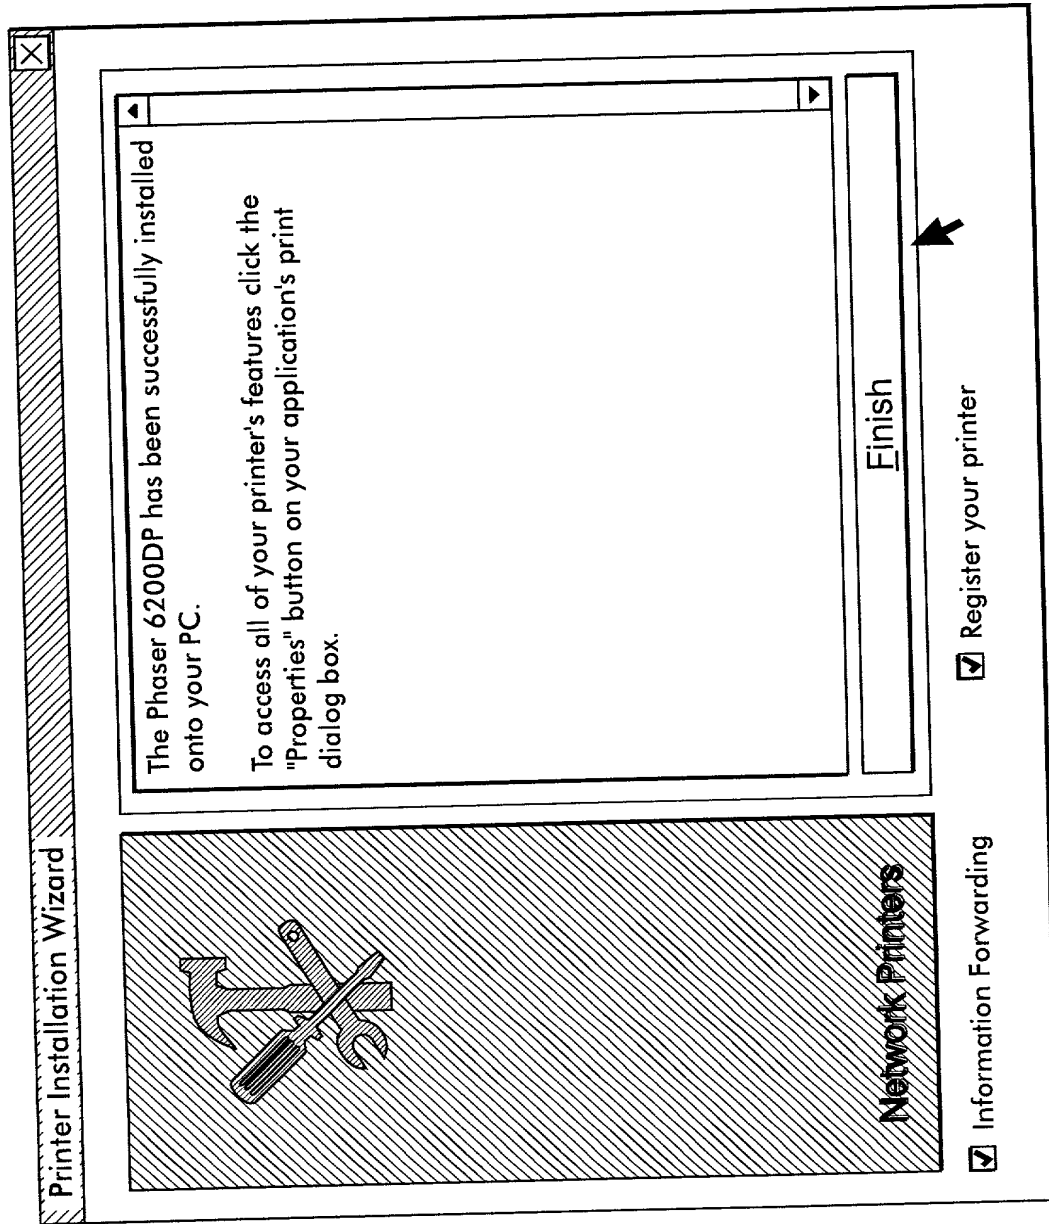 Printer Installation Wizard
The Phaser 6200DP has been successfully installed
onto your PC.
To access all of your printer's features click the
"Properties" button on your application's print
dialog box.
Network Printers
Finish
Information Forwarding
Register your printer